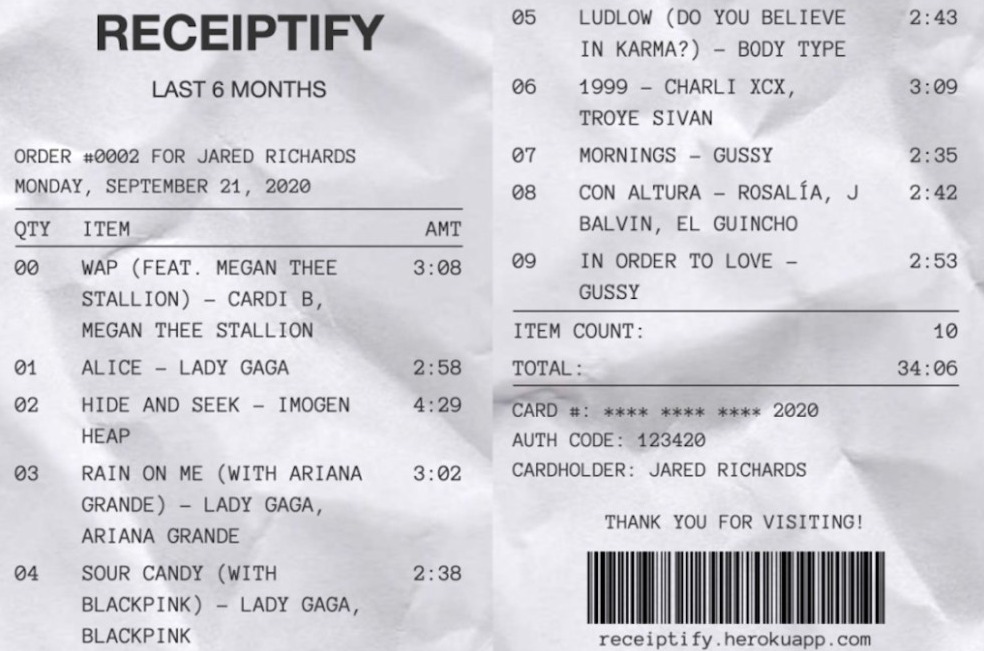 RECEIPTIFY
LAST 6 MONTHS
ORDER #0002 FOR JARED RICHARDS
MONDAY, SEPTEMBER 21, 2020
QTY ITEM AMT
00 WAP (FEAT. MEGAN THEE 3:08
STALLION) – CARDI B,
MEGAN THEE STALLION
01 ALICE – LADY GAGA 2:58
02 HIDE AND SEEK – IMOGEN 4:29
HEAP
03 RAIN ON ME (WITH ARIANA 3:02
GRANDE) – LADY GAGA,
ARIANA GRANDE
04 SOUR CANDY (WITH 2:38
BLACKPINK) – LADY GAGA,
BLACKPINK
05 LUDLOW (DO YOU BELIEVE 2:43
IN KARMA?) – BODY TYPE
06 1999 – CHARLI XCX, 3:09
TROYE SIVAN
07 MORNINGS – GUSSY 2:35
08 CON ALTURA – ROSALÍA, J 2:42
BALVIN, EL GUINCHO
09 IN ORDER TO LOVE – 2:53
GUSSY
ITEM COUNT: 10
TOTAL: 34:06
CARD #: **** **** **** 2020
AUTH CODE: 123420
CARDHOLDER: JARED RICHARDS
THANK YOU FOR VISITING!
receiptify.herokuapp.com